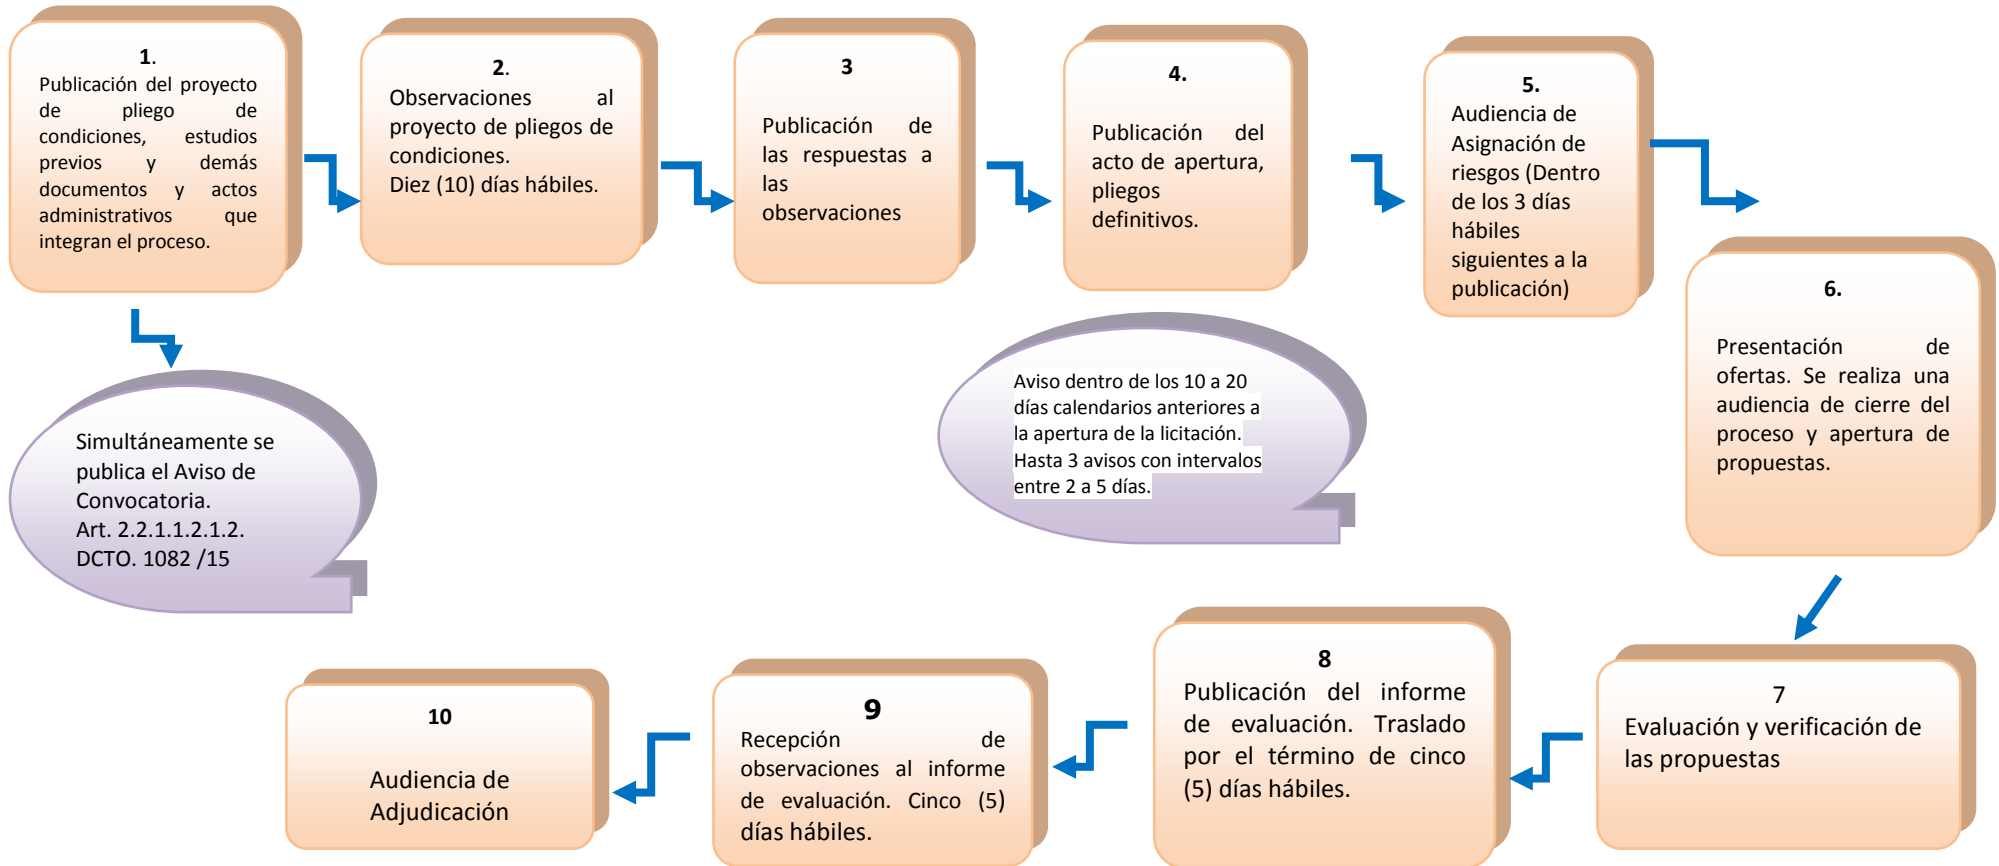 1.
Publicación del proyecto
de pliego de
condiciones, estudios
previos y demás
documentos y actos
administrativos que
integran el proceso.
2.
Observaciones al
proyecto de pliegos de
condiciones.
Diez (10) días hábiles.
3
Publicación de
las respuestas a
las
observaciones
4.
Publicación del
acto de apertura,
pliegos
definitivos.
5.
Audiencia de
Asignación de
riesgos (Dentro
de los 3 días
hábiles
siguientes a la
publicación)
6.
Presentación de
ofertas. Se realiza una
audiencia de cierre del
proceso y apertura de
propuestas.
Simultáneamente se
publica el Aviso de
Convocatoria.
Art. 2.2.1.1.2.1.2.
DCTO. 1082 /15
Aviso dentro de los 10 a 20
días calendarios anteriores a
la apertura de la licitación.
Hasta 3 avisos con intervalos
entre 2 a 5 días.
7
Evaluación y verificación de
las propuestas
8
Publicación del informe
de evaluación. Traslado
por el término de cinco
(5) días hábiles.
9
Recepción de
observaciones al informe
de evaluación. Cinco (5)
días hábiles.
10
Audiencia de
Adjudicación